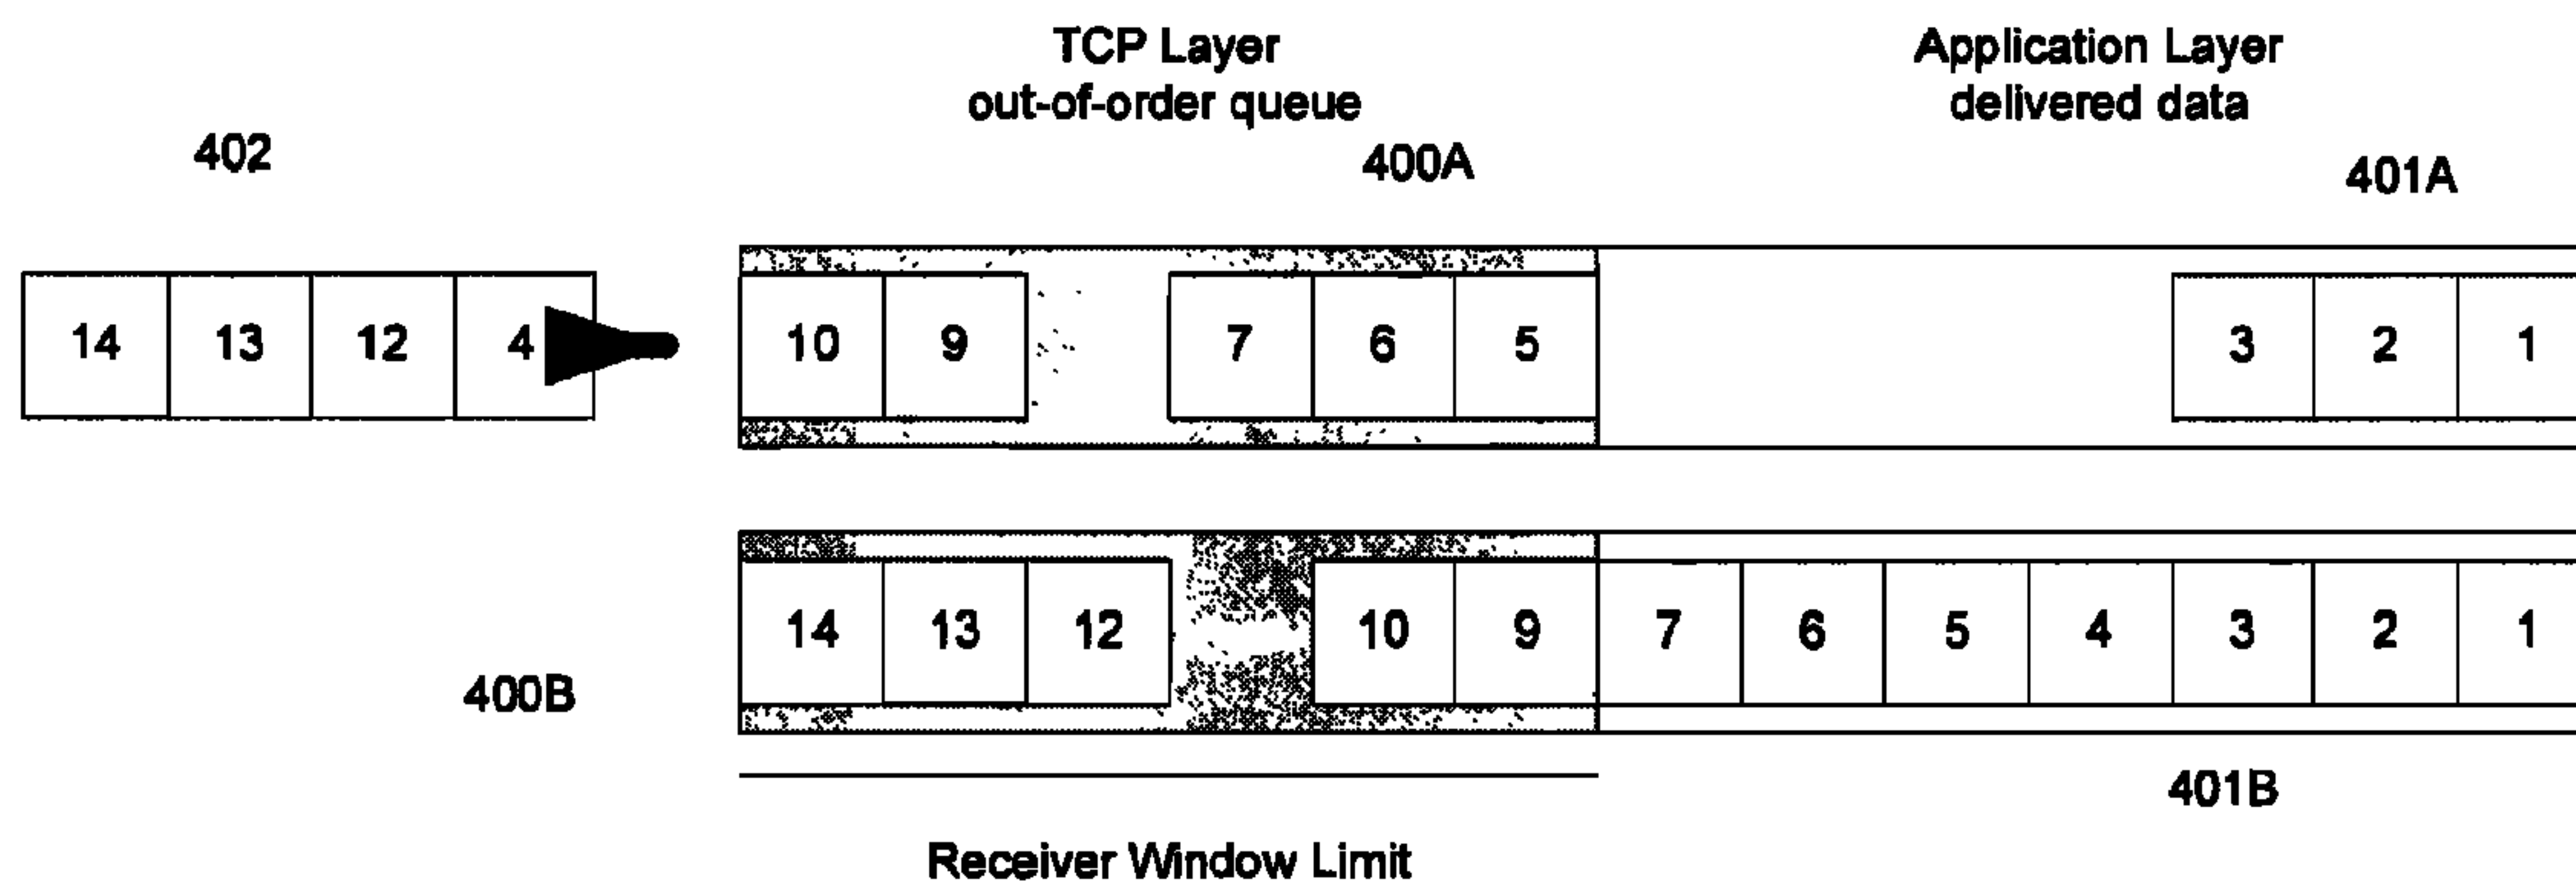 TCP Layer
out-of-order queue
Application Layer
delivered data
402
400A
401A
14 13 12 4 10 9 7 6 5 3 2 1
14 13 12 10 9 7 6 5 4 3 2 1
400B
401B
Receiver Window Limit